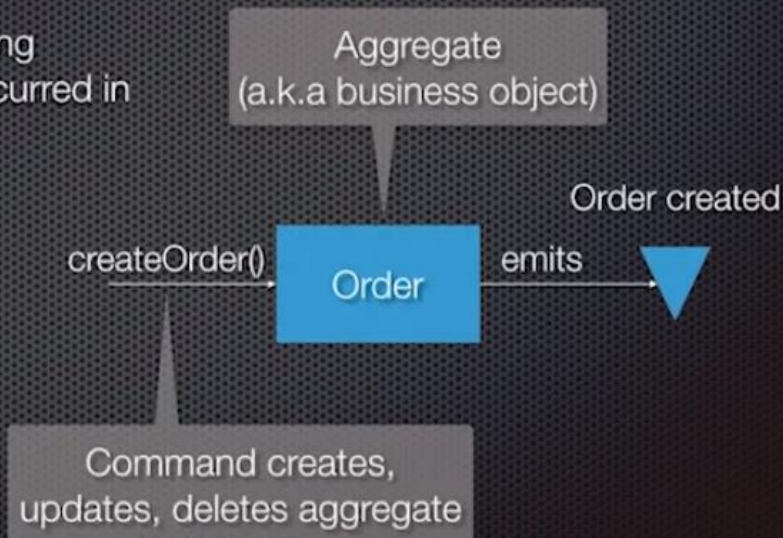 ng
curred in
Aggregate
(a.k.a business object)
Order created
createOrder()
Order
emits
Command creates,
updates, deletes aggregate